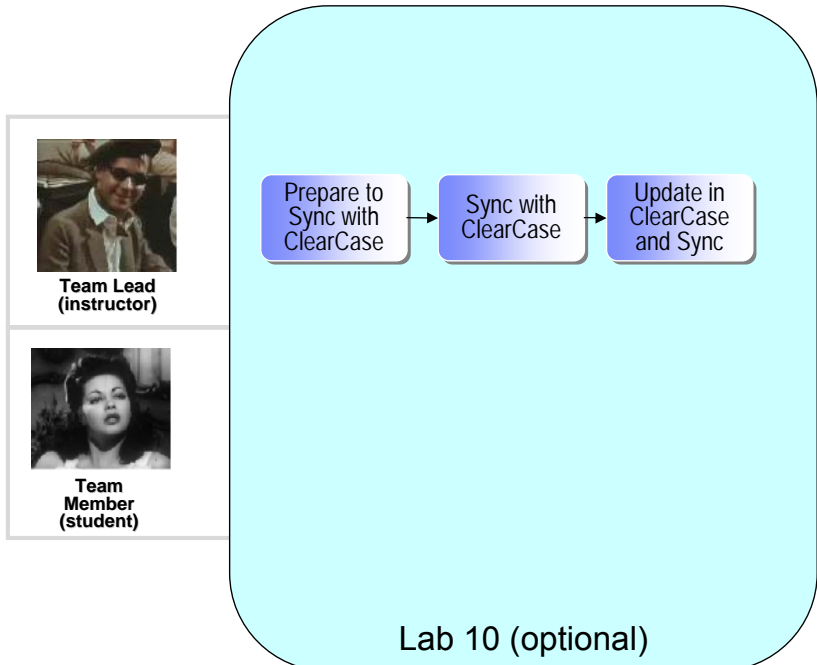 Team Lead
(instructor)
Prepare to
Sync with
ClearCase
Sync with
ClearCase
Update in
ClearCase
and Sync
Team
Member
(student)
Lab 10 (optional)